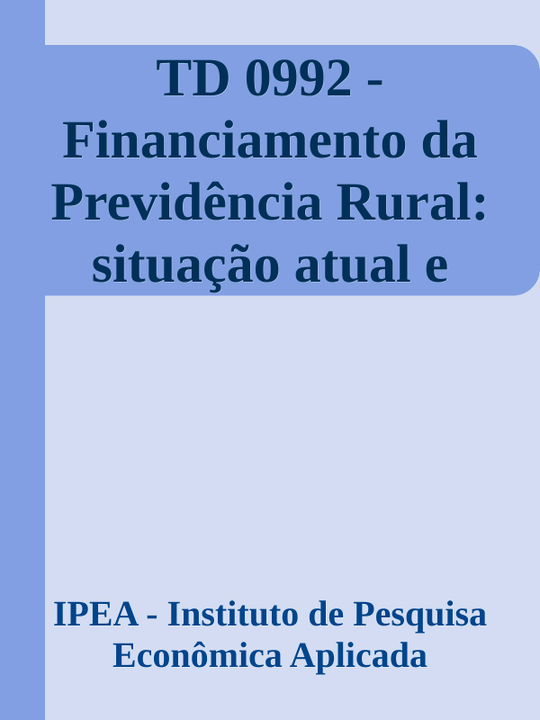 TD 0992 -
Financiamento da
Previdência Rural:
situação atual e
IPEA - Instituto de Pesquisa
Econômica Aplicada